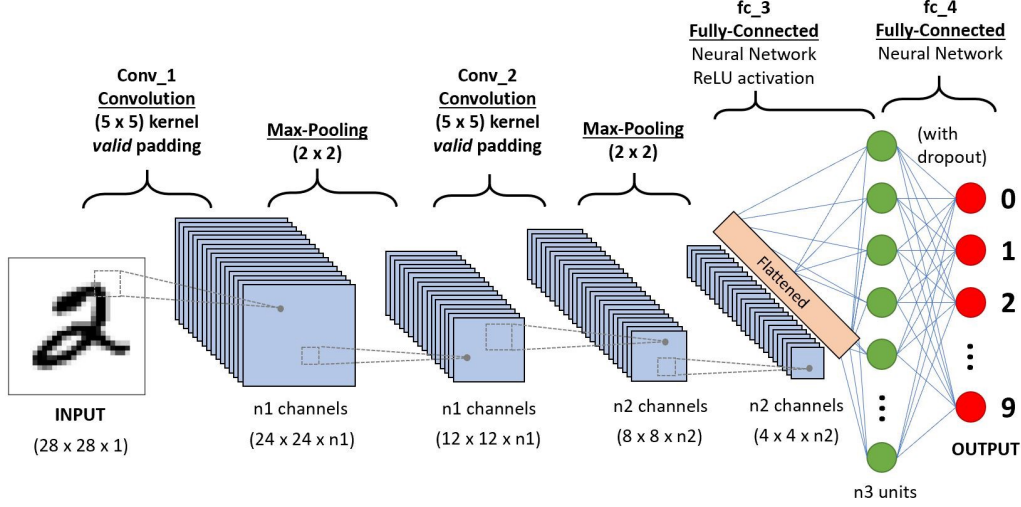 fc_3
Fully-Connected
Neural Network
ReLU activation
fc_4
Fully-Connected
Neural Network
Conv_1
Convolution
(5 x 5) kernel
valid padding
Max-Pooling
(2 x 2)
Conv_2
Convolution
(5 x 5) kernel
valid padding
Max-Pooling
(2 x 2)
(with
dropout)
Flattened
0
1
2
9
INPUT
(28 x 28 x 1)
n1 channels
(24 x 24 x n1)
n1 channels
(12 x 12 x n1)
n2 channels
(8 x 8 x n2)
n2 channels
(4 x 4 x n2)
OUTPUT
n3 units
2